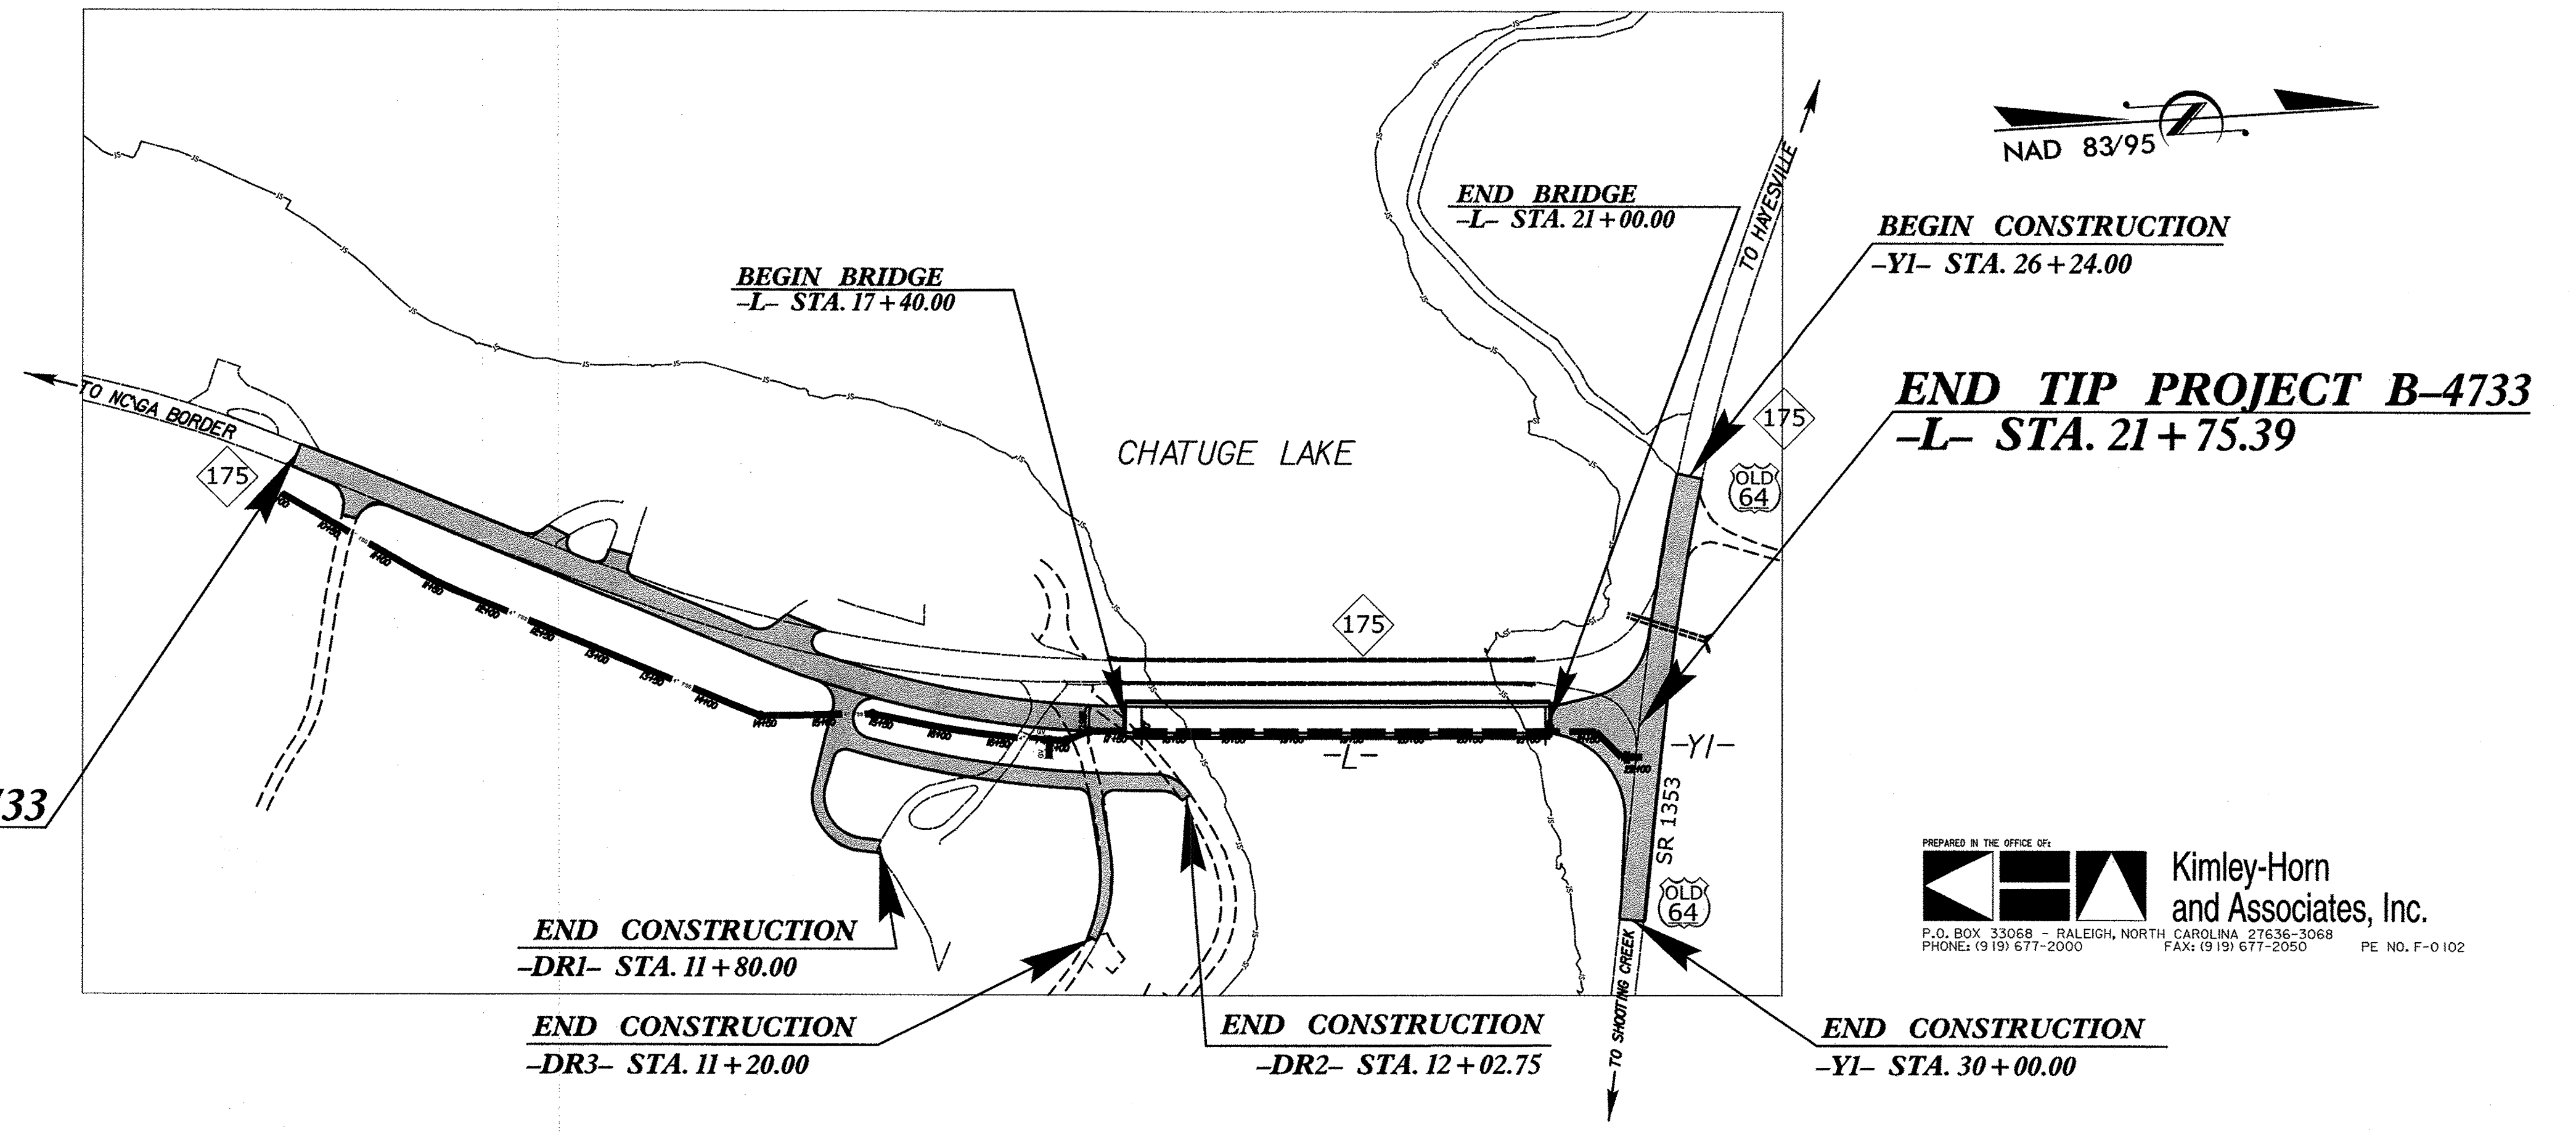 NAD 83/95
TO HAYESVILLE
END BRIDGE
-L- STA. 21+00.00
BEGIN CONSTRUCTION
-Y1- STA. 26+24.00
BEGIN BRIDGE
-L- STA. 17+40.00
END TIP PROJECT B-4733
-L- STA. 21+75.39
TO NC\GA BORDER
175
175
CHATUGE LAKE
OLD
64
175
-L-
-Y1-
SR 1353
33
OLD
64
END CONSTRUCTION
-DR1- STA. 11+80.00
END CONSTRUCTION
-DR3- STA. 11+20.00
END CONSTRUCTION
-DR2- STA. 12+02.75
TO SHOOTING CREEK
END CONSTRUCTION
-Y1- STA. 30+00.00
PREPARED IN THE OFFICE OF:
Kimley-Horn
and Associates, Inc.
P.O. BOX 33068 - RALEIGH, NORTH CAROLINA 27636-3068
PHONE: (919) 677-2000 FAX: (919) 677-2050 PE NO. F-0102